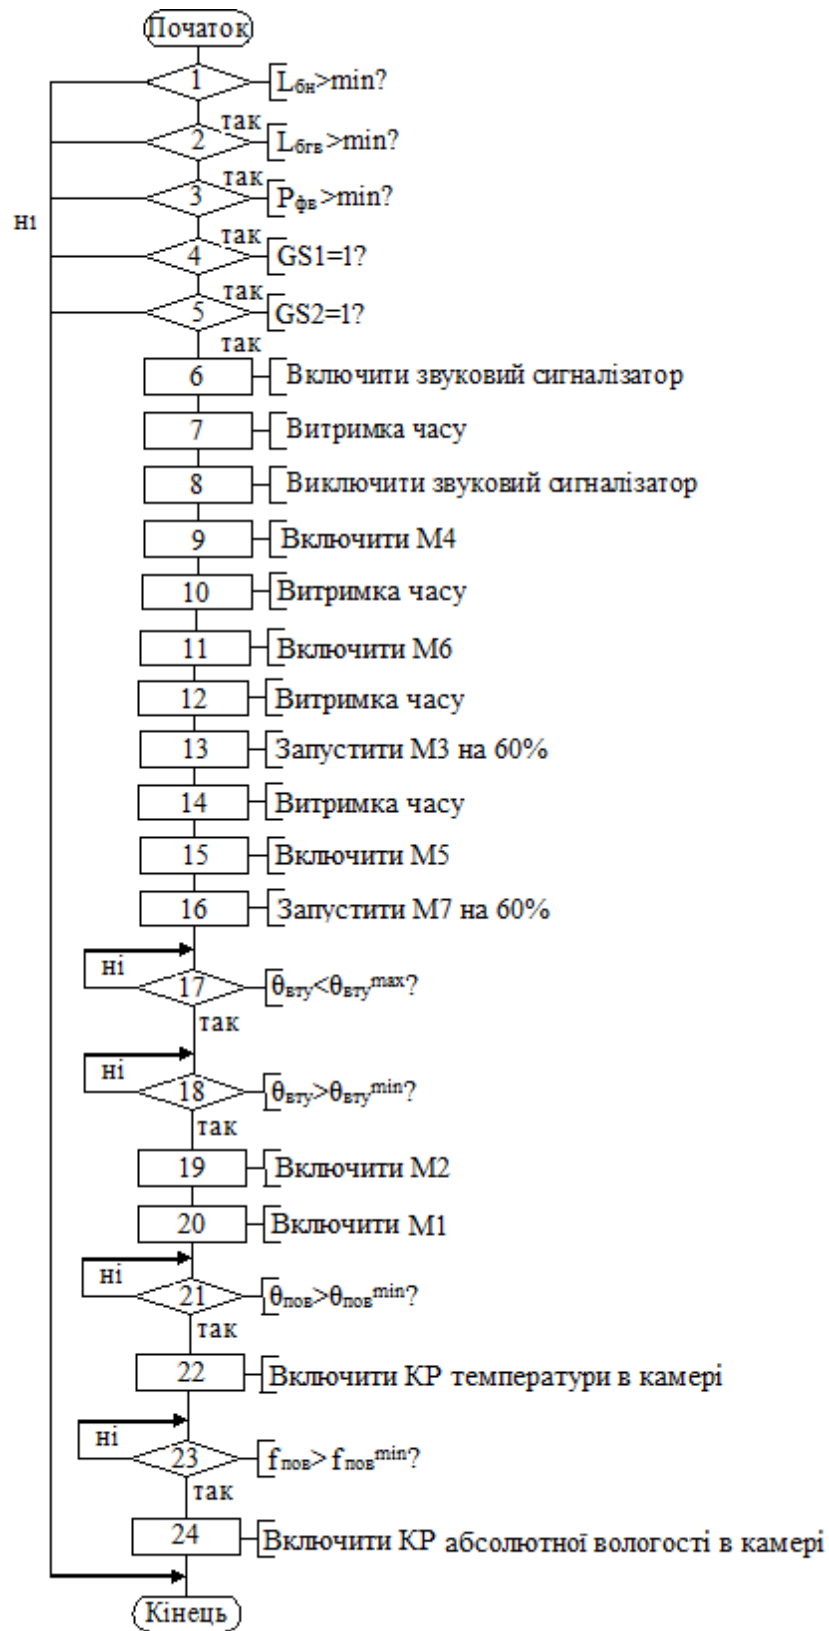 Початок
1 Lбн>min?
так
2 Lбгв>min?
так
3 Pфв>min?
ні
так
4 GS1=1?
так
5 GS2=1?
так
6 Включити звуковий сигналізатор
7 Витримка часу
8 Виключити звуковий сигналізатор
9 Включити М4
10 Витримка часу
11 Включити М6
12 Витримка часу
13 Запустити М3 на 60%
14 Витримка часу
15 Включити М5
16 Запустити М7 на 60%
ні
17 θвту<θвтуmax?
так
ні
18 θвту>θвтуmin?
так
19 Включити М2
20 Включити М1
ні
21 θпов>θповmin?
так
22 Включити КР температури в камері
ні
23 fпов>fповmin?
так
24 Включити КР абсолютної вологості в камері
Кінець